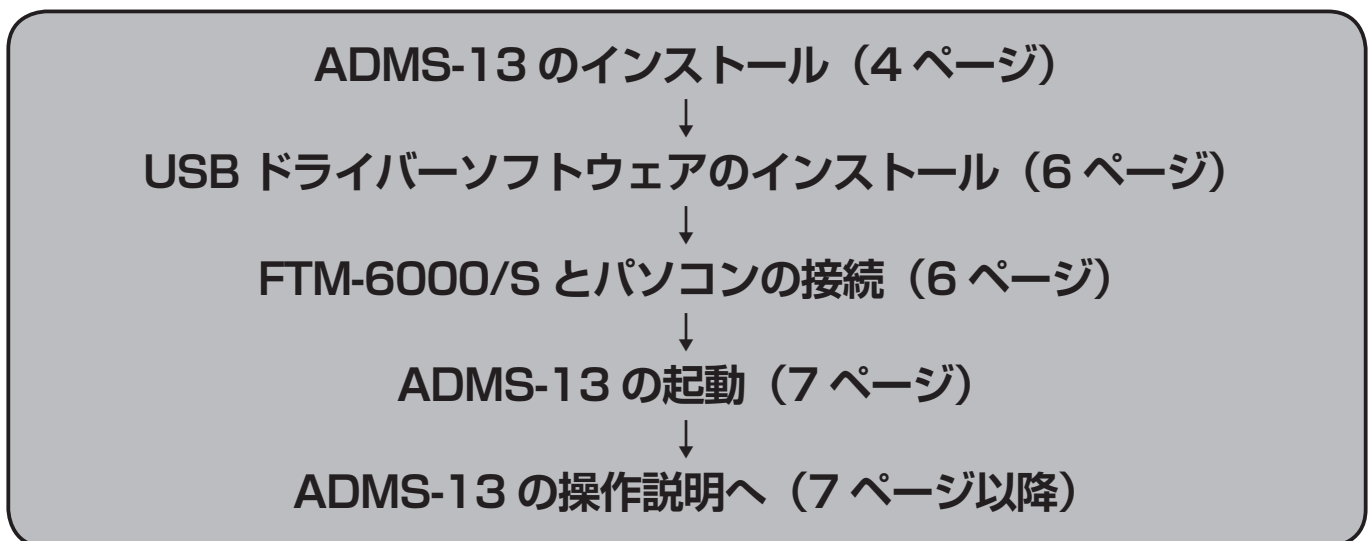 ADMS-13 のインストール（4 ページ）
↓
USB ドライバーソフトウェアのインストール（6 ページ）
↓
FTM-6000/S とパソコンの接続（6 ページ）
↓
ADMS-13 の起動（7 ページ）
↓
ADMS-13 の操作説明へ（7 ページ以降）